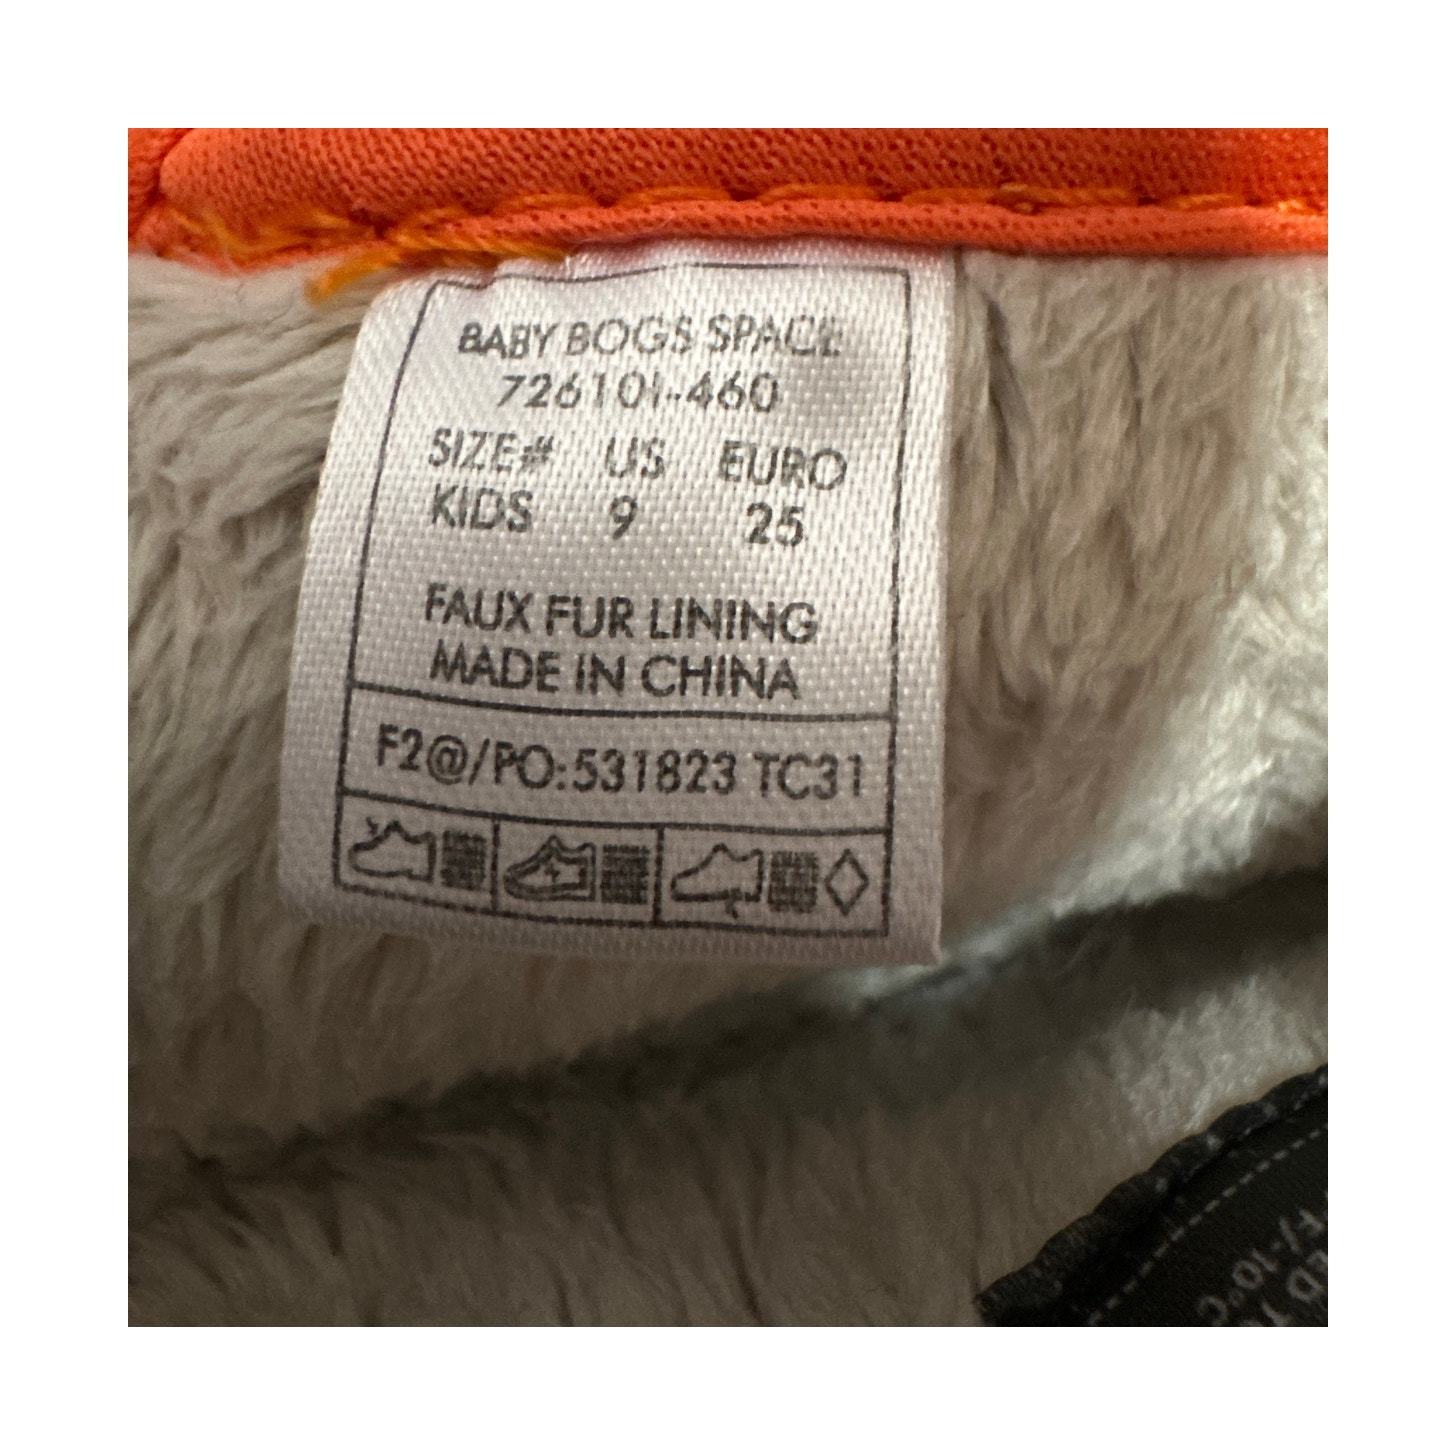 BABY BOGS SPACE
726101-460
SIZE# US EURO
KIDS 9 25
FAUX FUR LINING
MADE IN CHINA
F2@/PO:531823 TC31
-10°C